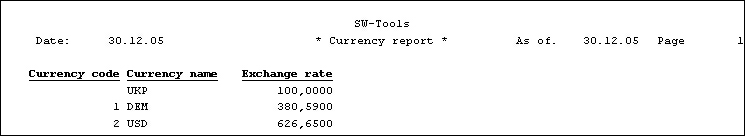 SW-Tools
Date: 30.12.05 * Currency report * As of. 30.12.05 Page 1
Currency code Currency name Exchange rate
UKP 100,0000
1 DEM 380,5900
2 USD 626,6500